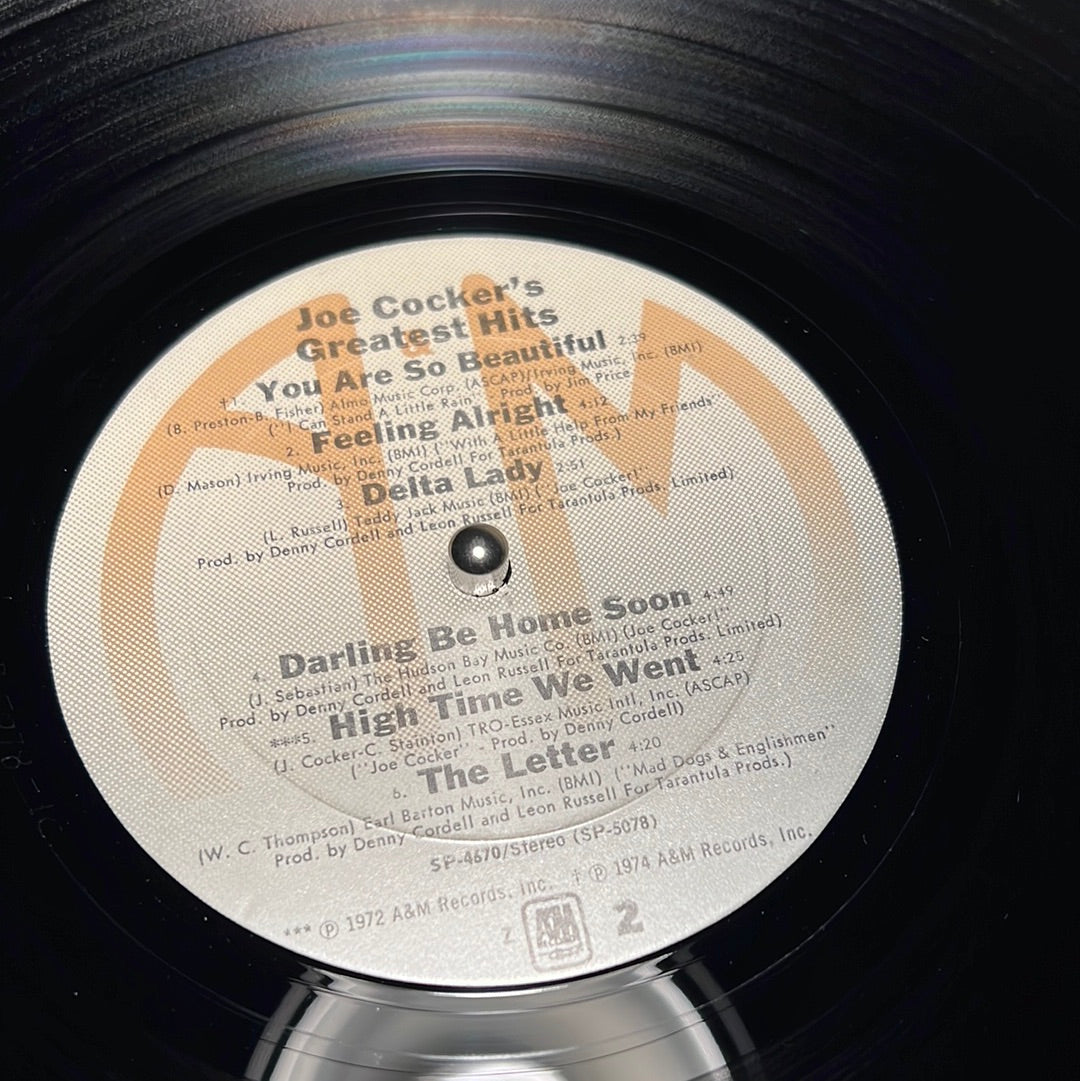 Joe Cocker's
Greatest Hits
†1. You Are So Beautiful 2:39
(B. Preston-B. Fisher) Almo Music Corp. (ASCAP)/Irving Music, Inc. (BMI)
("I Can Stand A Little Rain" - Prod. by Jim Price
2. Feeling Alright 4:12
(D. Mason) Irving Music, Inc. (BMI) ("With A Little Help From My Friends"
Prod. by Denny Cordell For Tarantula Prods.)
3. Delta Lady 2:51
(L. Russell) Teddy Jack Music (BMI) ("Joe Cocker!"
Prod. by Denny Cordell and Leon Russell For Tarantula Prods. Limited)
4. Darling Be Home Soon 4:49
(J. Sebastian) The Hudson Bay Music Co. (BMI) (Joe Cocker!"
Prod. by Denny Cordell and Leon Russell For Tarantula Prods. Limited)
***5. High Time We Went 4:25
(J. Cocker-C. Stainton) TRO-Essex Music Intl, Inc. (ASCAP)
("Joe Cocker" - Prod. by Denny Cordell)
6. The Letter 4:20
(W. C. Thompson) Earl Barton Music, Inc. (BMI) ("Mad Dogs & Englishmen"
Prod. by Denny Cordell and Leon Russell For Tarantula Prods.)
SP-4670/Stereo (SP-5078)
*** ℗ 1972 A&M Records, Inc. † ℗ 1974 A&M Records, Inc.
Z A&M 2